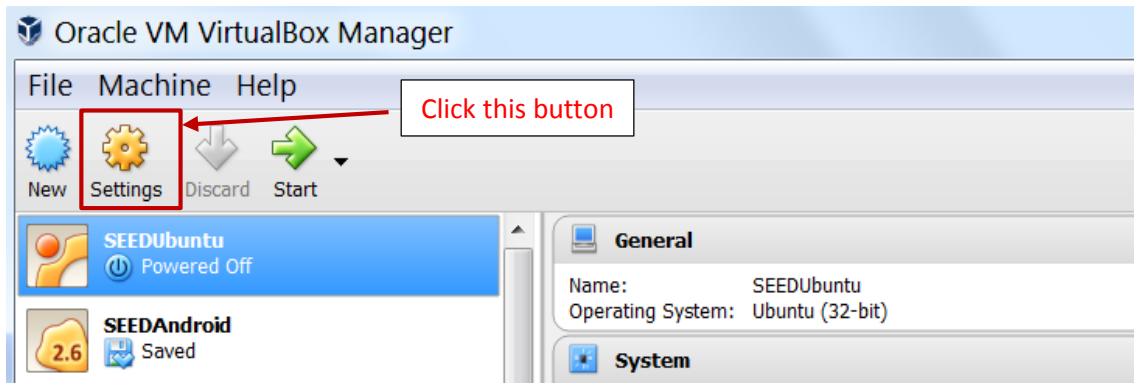 Oracle VM VirtualBox Manager
File Machine Help
Click this button
New Settings Discard Start
SEEDUbuntu
Powered Off
SEEDAndroid
2.6 Saved
General
Name: SEEDUbuntu
Operating System: Ubuntu (32-bit)
System